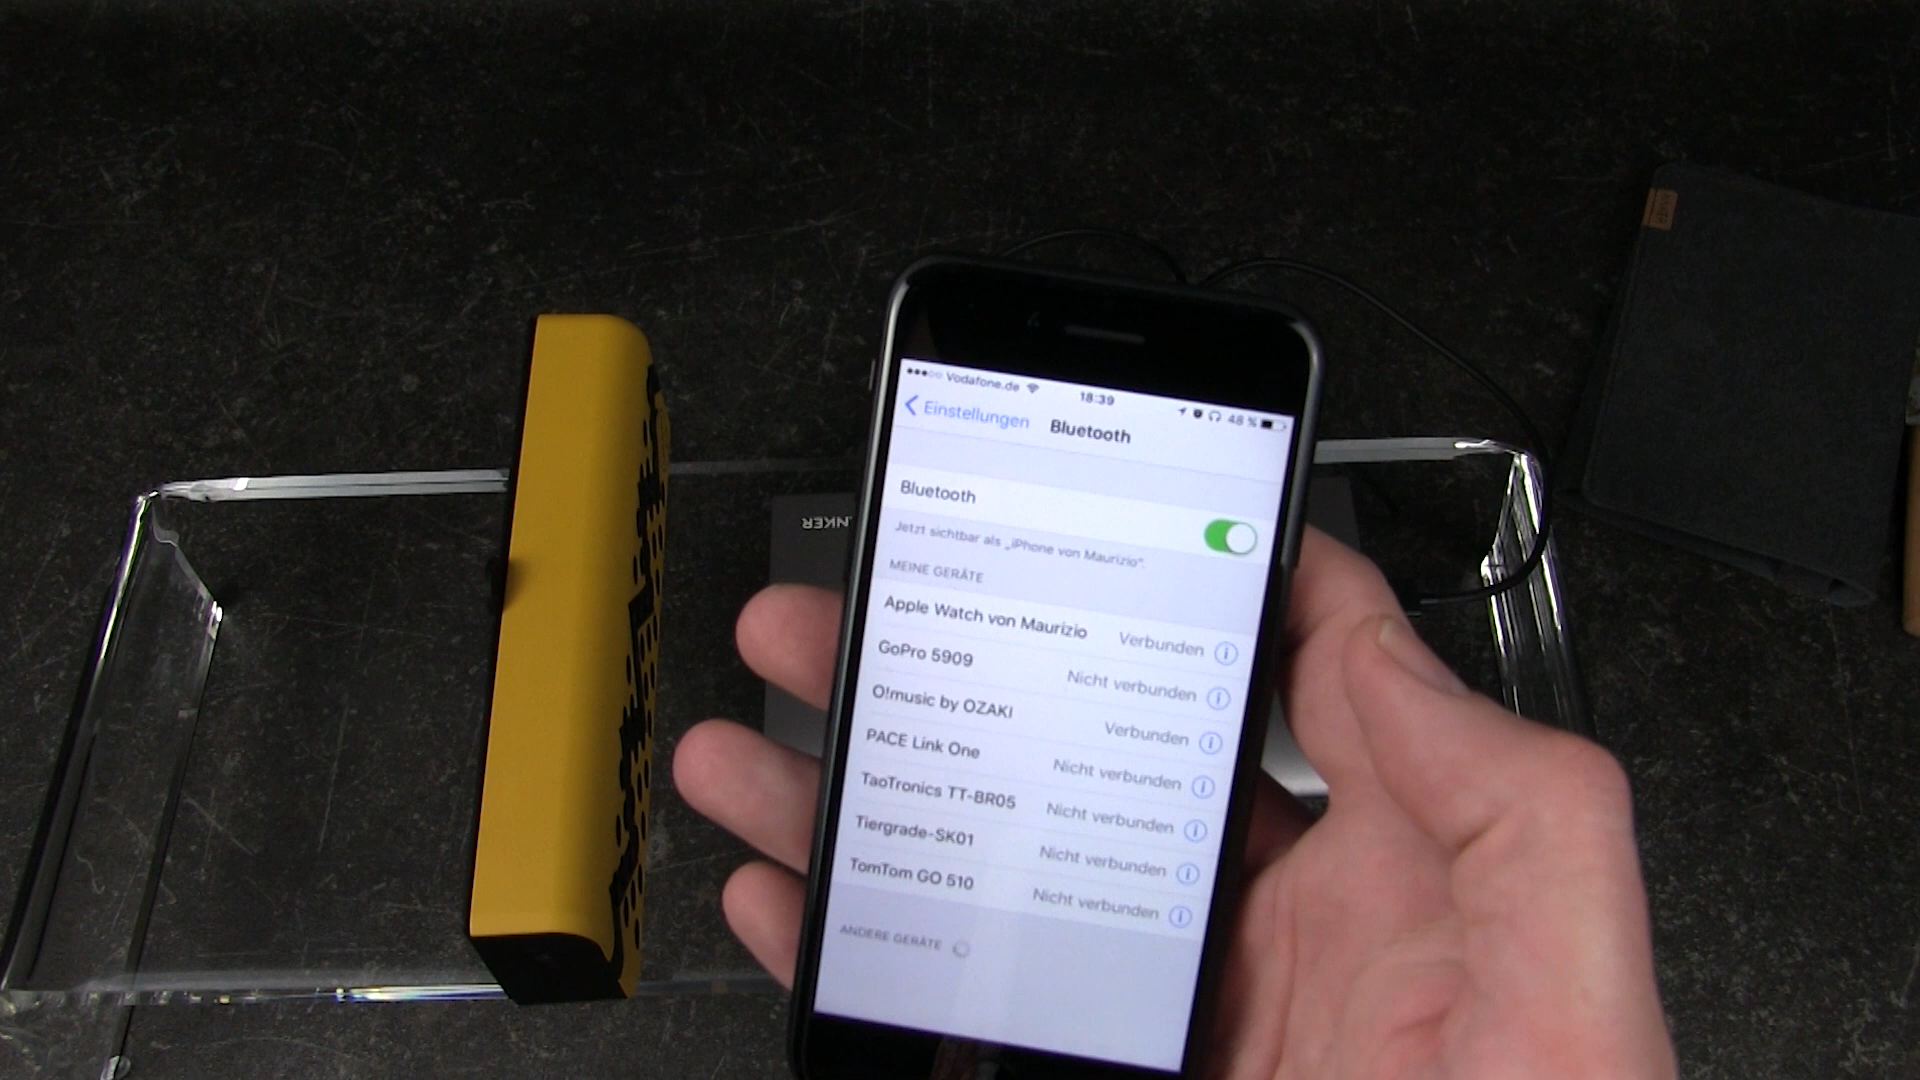 Vodafone.de 18:39 48 %
Einstellungen Bluetooth
Bluetooth
Jetzt sichtbar als „iPhone von Maurizio“.
MEINE GERÄTE
Apple Watch von Maurizio Verbunden
GoPro 5909 Nicht verbunden
O!music by OZAKI Verbunden
PACE Link One Nicht verbunden
TaoTronics TT-BR05 Nicht verbunden
Tiergrade-SK01 Nicht verbunden
TomTom GO 510 Nicht verbunden
ANDERE GERÄTE